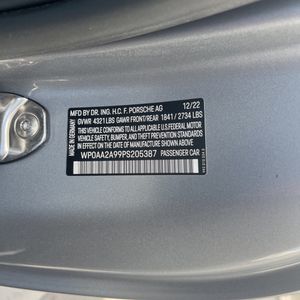 MFD BY DR. ING. H.C. F. PORSCHE AG 12/22
GVWR 4321LBS GAWR FRONT/REAR 1841 / 2734 LBS
THIS VEHICLE CONFORMS TO ALL APPLICABLE U.S. FEDERAL
MOTOR VEHICLE SAFETY, BUMPER, AND THEFT PREVENTION
STANDARDS IN EFFECT ON THE DATE OF
MANUFACTURE SHOWN ABOVE.
WP0AA2A99PS205387 PASSENGER CAR
MADE IN GERMANY